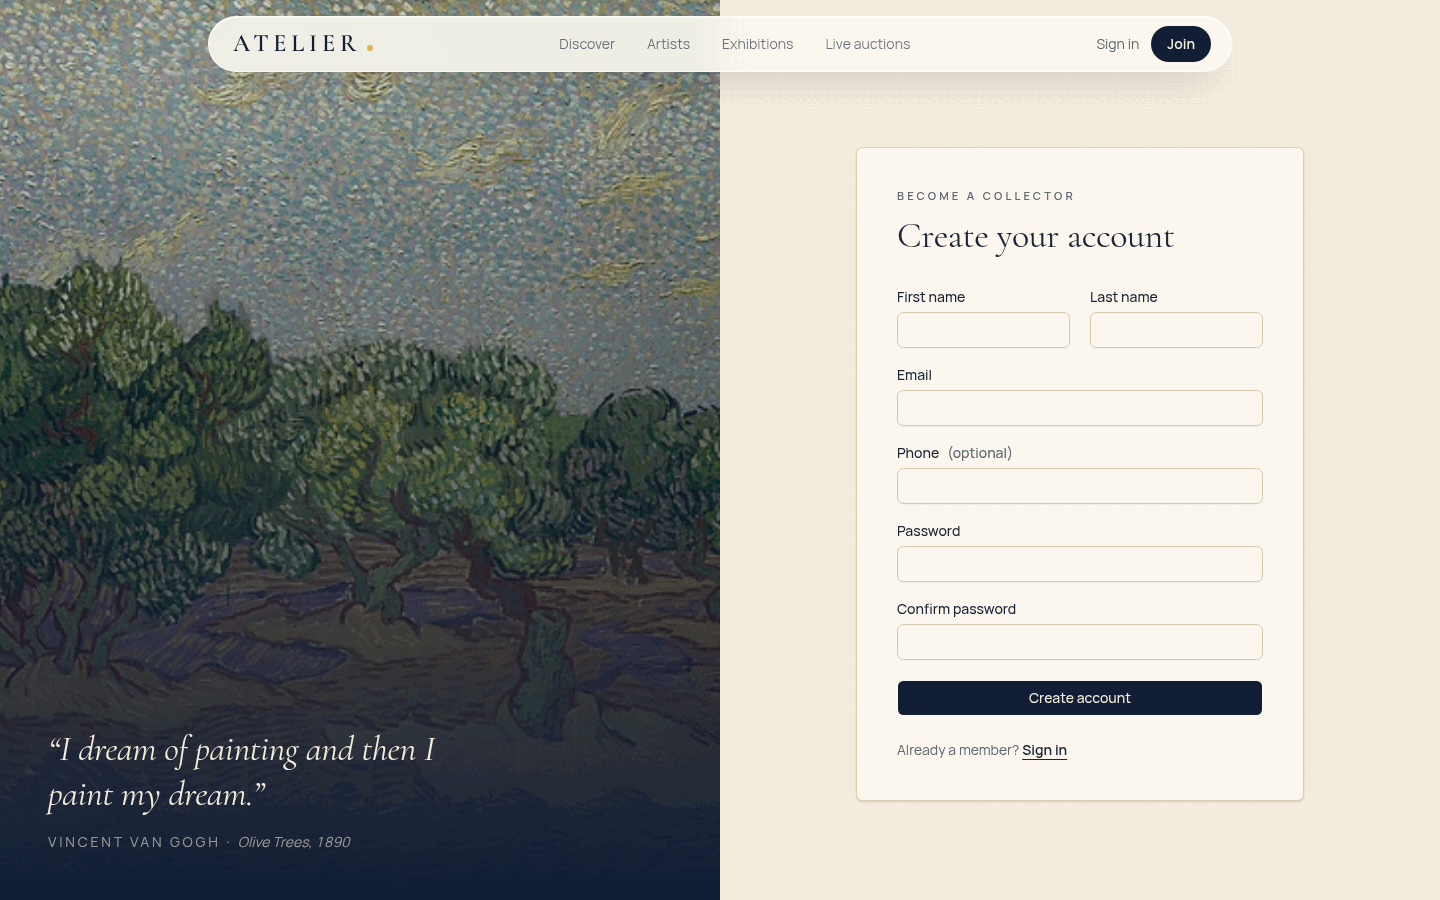 ATELIER
Discover
Artists
Exhibitions
Live auctions
Sign in
Join
“I dream of painting and then I
paint my dream.”
VINCENT VAN GOGH · Olive Trees, 1890
BECOME A COLLECTOR
Create your account
First name
Last name
Email
Phone (optional)
Password
Confirm password
Create account
Already a member? Sign in